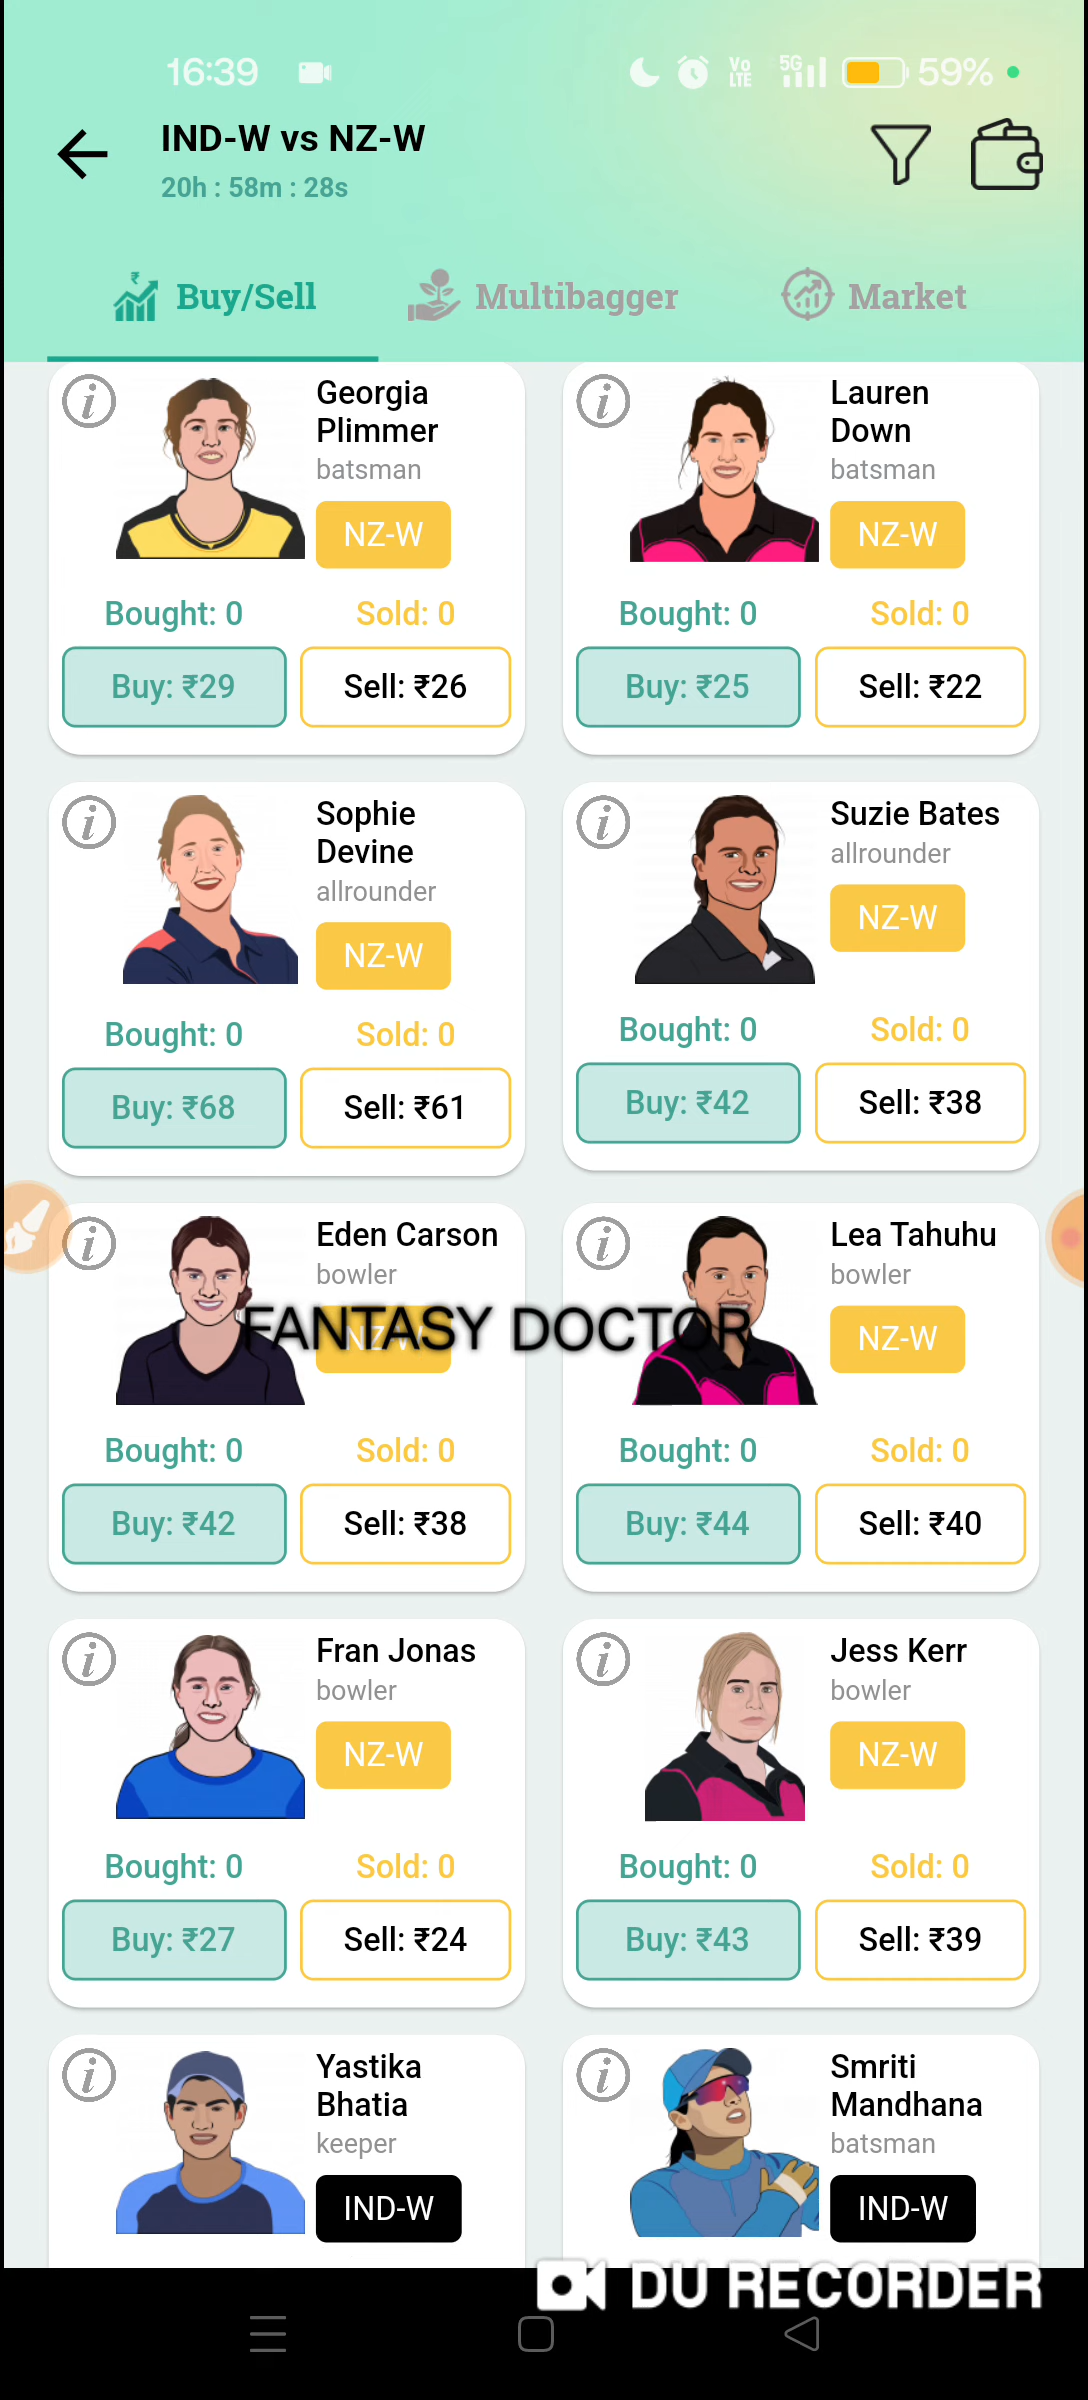 16:39
Vo LTE
5G
59%
IND-W vs NZ-W
20h : 58m : 28s
Buy/Sell
Multibagger
Market
Georgia Plimmer
batsman
NZ-W
Bought: 0
Sold: 0
Buy: ₹29
Sell: ₹26
Lauren Down
batsman
NZ-W
Bought: 0
Sold: 0
Buy: ₹25
Sell: ₹22
Sophie Devine
allrounder
NZ-W
Bought: 0
Sold: 0
Buy: ₹68
Sell: ₹61
Suzie Bates
allrounder
NZ-W
Bought: 0
Sold: 0
Buy: ₹42
Sell: ₹38
Eden Carson
bowler
NZ-W
Bought: 0
Sold: 0
Buy: ₹42
Sell: ₹38
Lea Tahuhu
bowler
NZ-W
Bought: 0
Sold: 0
Buy: ₹44
Sell: ₹40
FANTASY DOCTOR
Fran Jonas
bowler
NZ-W
Bought: 0
Sold: 0
Buy: ₹27
Sell: ₹24
Jess Kerr
bowler
NZ-W
Bought: 0
Sold: 0
Buy: ₹43
Sell: ₹39
Yastika Bhatia
keeper
IND-W
Smriti Mandhana
batsman
IND-W
DU RECORDER